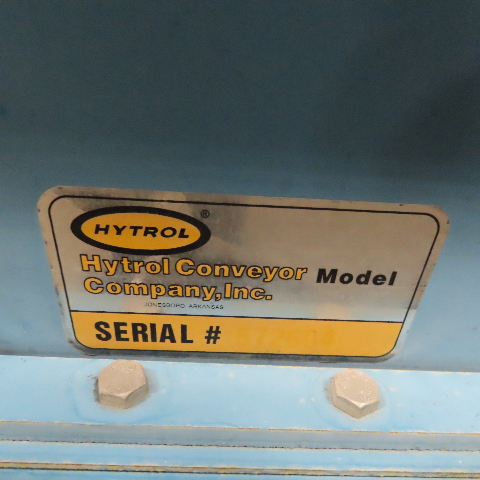 HYTROL ®
Hytrol Conveyor Model
Company, Inc.
JONESBORO, ARKANSAS
SERIAL #